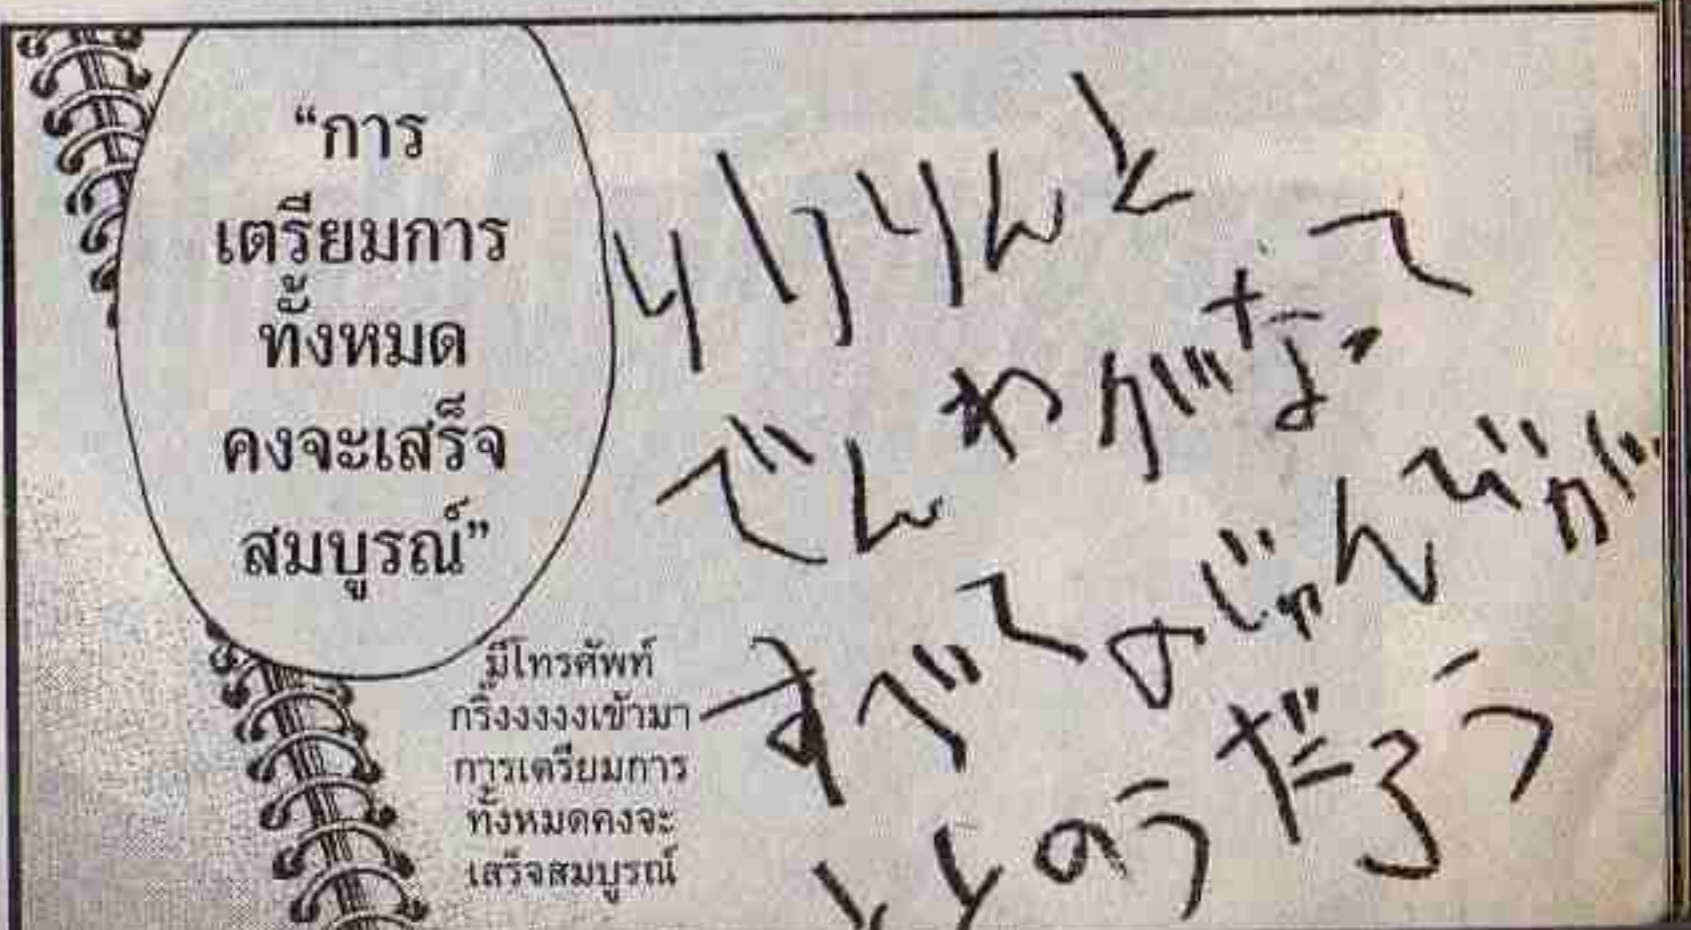 “การ
เตรียมการ
ทั้งหมด
คงจะเสร็จ
สมบูรณ์”
りりりんと
でんわがなって
すべてのじゅんびが
ととのうだろう
มีโทรศัพท์
กริ๊งงงงงเข้ามา
การเตรียมการ
ทั้งหมดคงจะ
เสร็จสมบูรณ์